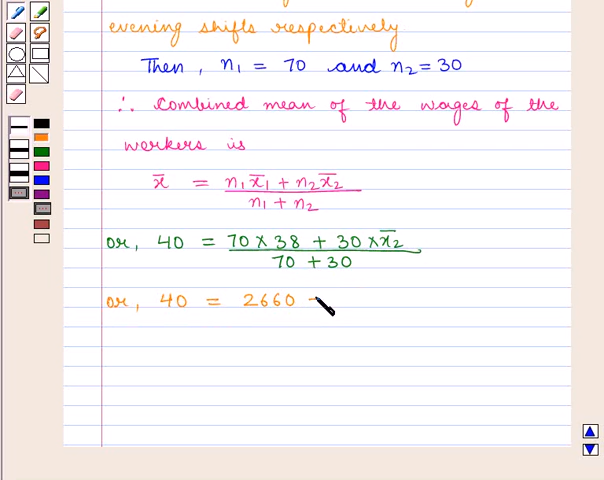 evening shifts respectively
Then, n₁ = 70 and n₂ = 30
∴ Combined mean of the wages of the
workers is
x̄ = n₁x̄₁ + n₂x̄₂ / n₁ + n₂
or, 40 = 70 × 38 + 30 × x̄₂ / 70 + 30
or, 40 = 2660